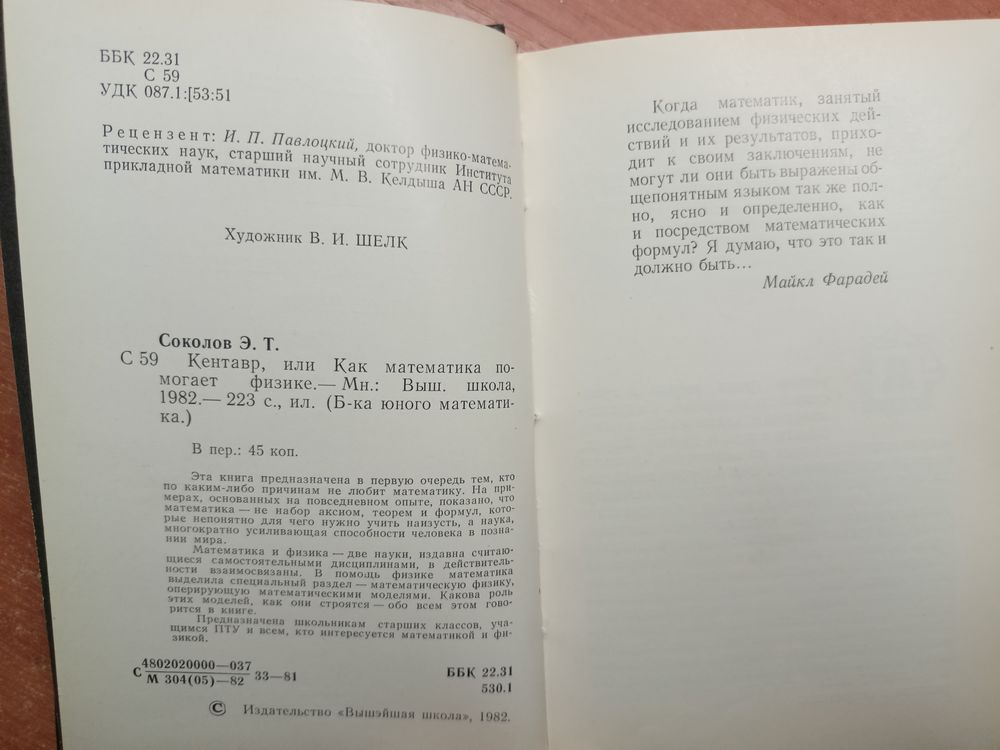 ББК 22.31
С 59
УДК 087.1:[53:51
Рецензент: И. П. Павлоцкий, доктор физико-матема-
тических наук, старший научный сотрудник Института
прикладной математики им. М. В. Келдыша АН СССР.
Художник В. И. ШЕЛК
Соколов Э. Т.
С 59 Кентавр, или Как математика по-
могает физике.— Мн.: Выш. школа,
1982.— 223 с., ил. (Б-ка юного математи-
ка.)
В пер.: 45 коп.
Эта книга предназначена в первую очередь тем, кто
по каким-либо причинам не любит математику. На при-
мерах, основанных на повседневном опыте, показано, что
математика — не набор аксиом, теорем и формул, кото-
рые непонятно для чего нужно учить наизусть, а наука,
многократно усиливающая способности человека в позна-
нии мира.
Математика и физика — две науки, издавна считаю-
щиеся самостоятельными дисциплинами, в действитель-
ности взаимосвязаны. В помощь физике математика
выделила специальный раздел — математическую физику,
оперирующую математическими моделями. Какова роль
этих моделей, как они строятся — обо всем этом гово-
рится в книге.
Предназначена школьникам старших классов, уча-
щимся ПТУ и всем, кто интересуется математикой и фи-
зикой.
С 4802020000—037
М 304(05)—82 33—81
ББК 22.31
530.1
© Издательство «Вышэйшая школа», 1982.
Когда математик, занятый
исследованием физических дей-
ствий и их результатов, прихо-
дит к своим заключениям, не
могут ли они быть выражены об-
щепонятным языком так же пол-
но, ясно и определенно, как
и посредством математических
формул? Я думаю, что это так и
должно быть...
Майкл Фарадей